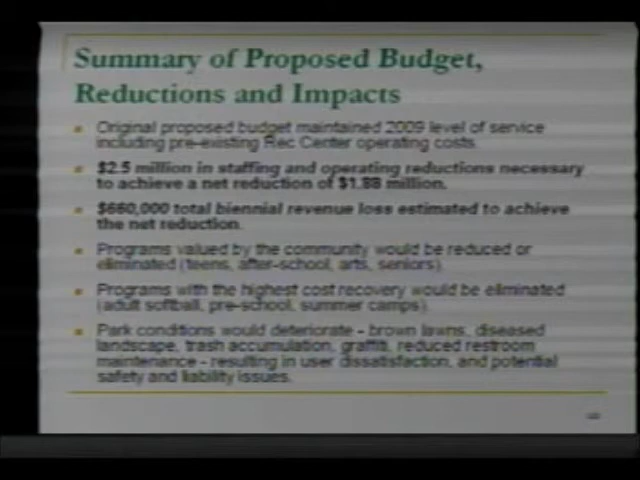 Summary of Proposed Budget,
Reductions and Impacts
Original proposed budget maintained 2009 level of service
including pre-existing Rec Center operating costs.
$2.5 million in staffing and operating reductions necessary
to achieve a net reduction of $1.88 million.
$660,000 total biennial revenue loss estimated to achieve
the net reduction.
Programs valued by the community would be reduced or
eliminated (teens, after-school, arts, seniors).
Programs with the highest cost recovery would be eliminated
(adult softball, pre-school, summer camps).
Park conditions would deteriorate - brown lawns, diseased
landscape, trash accumulation, graffiti, reduced restroom
maintenance - resulting in user dissatisfaction, and potential
safety and liability issues.